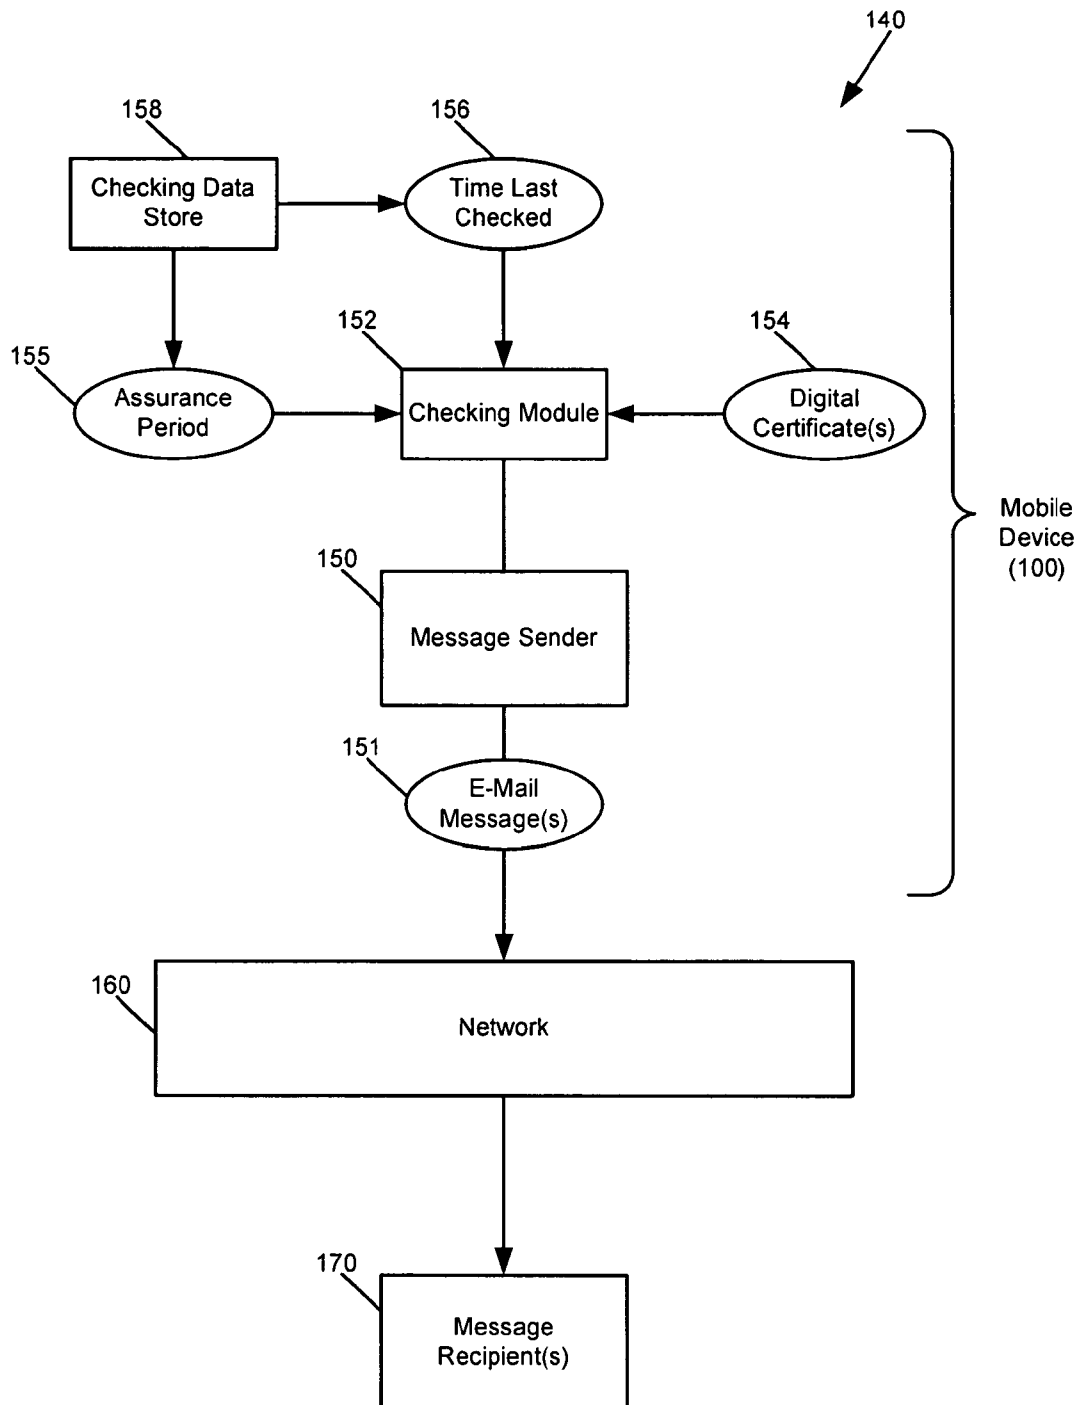 140
158
156
Checking Data
Store
Time Last
Checked
152
154
155
Assurance
Period
Checking Module
Digital
Certificate(s)
Mobile
Device
(100)
150
Message Sender
151
E-Mail
Message(s)
160
Network
170
Message
Recipient(s)